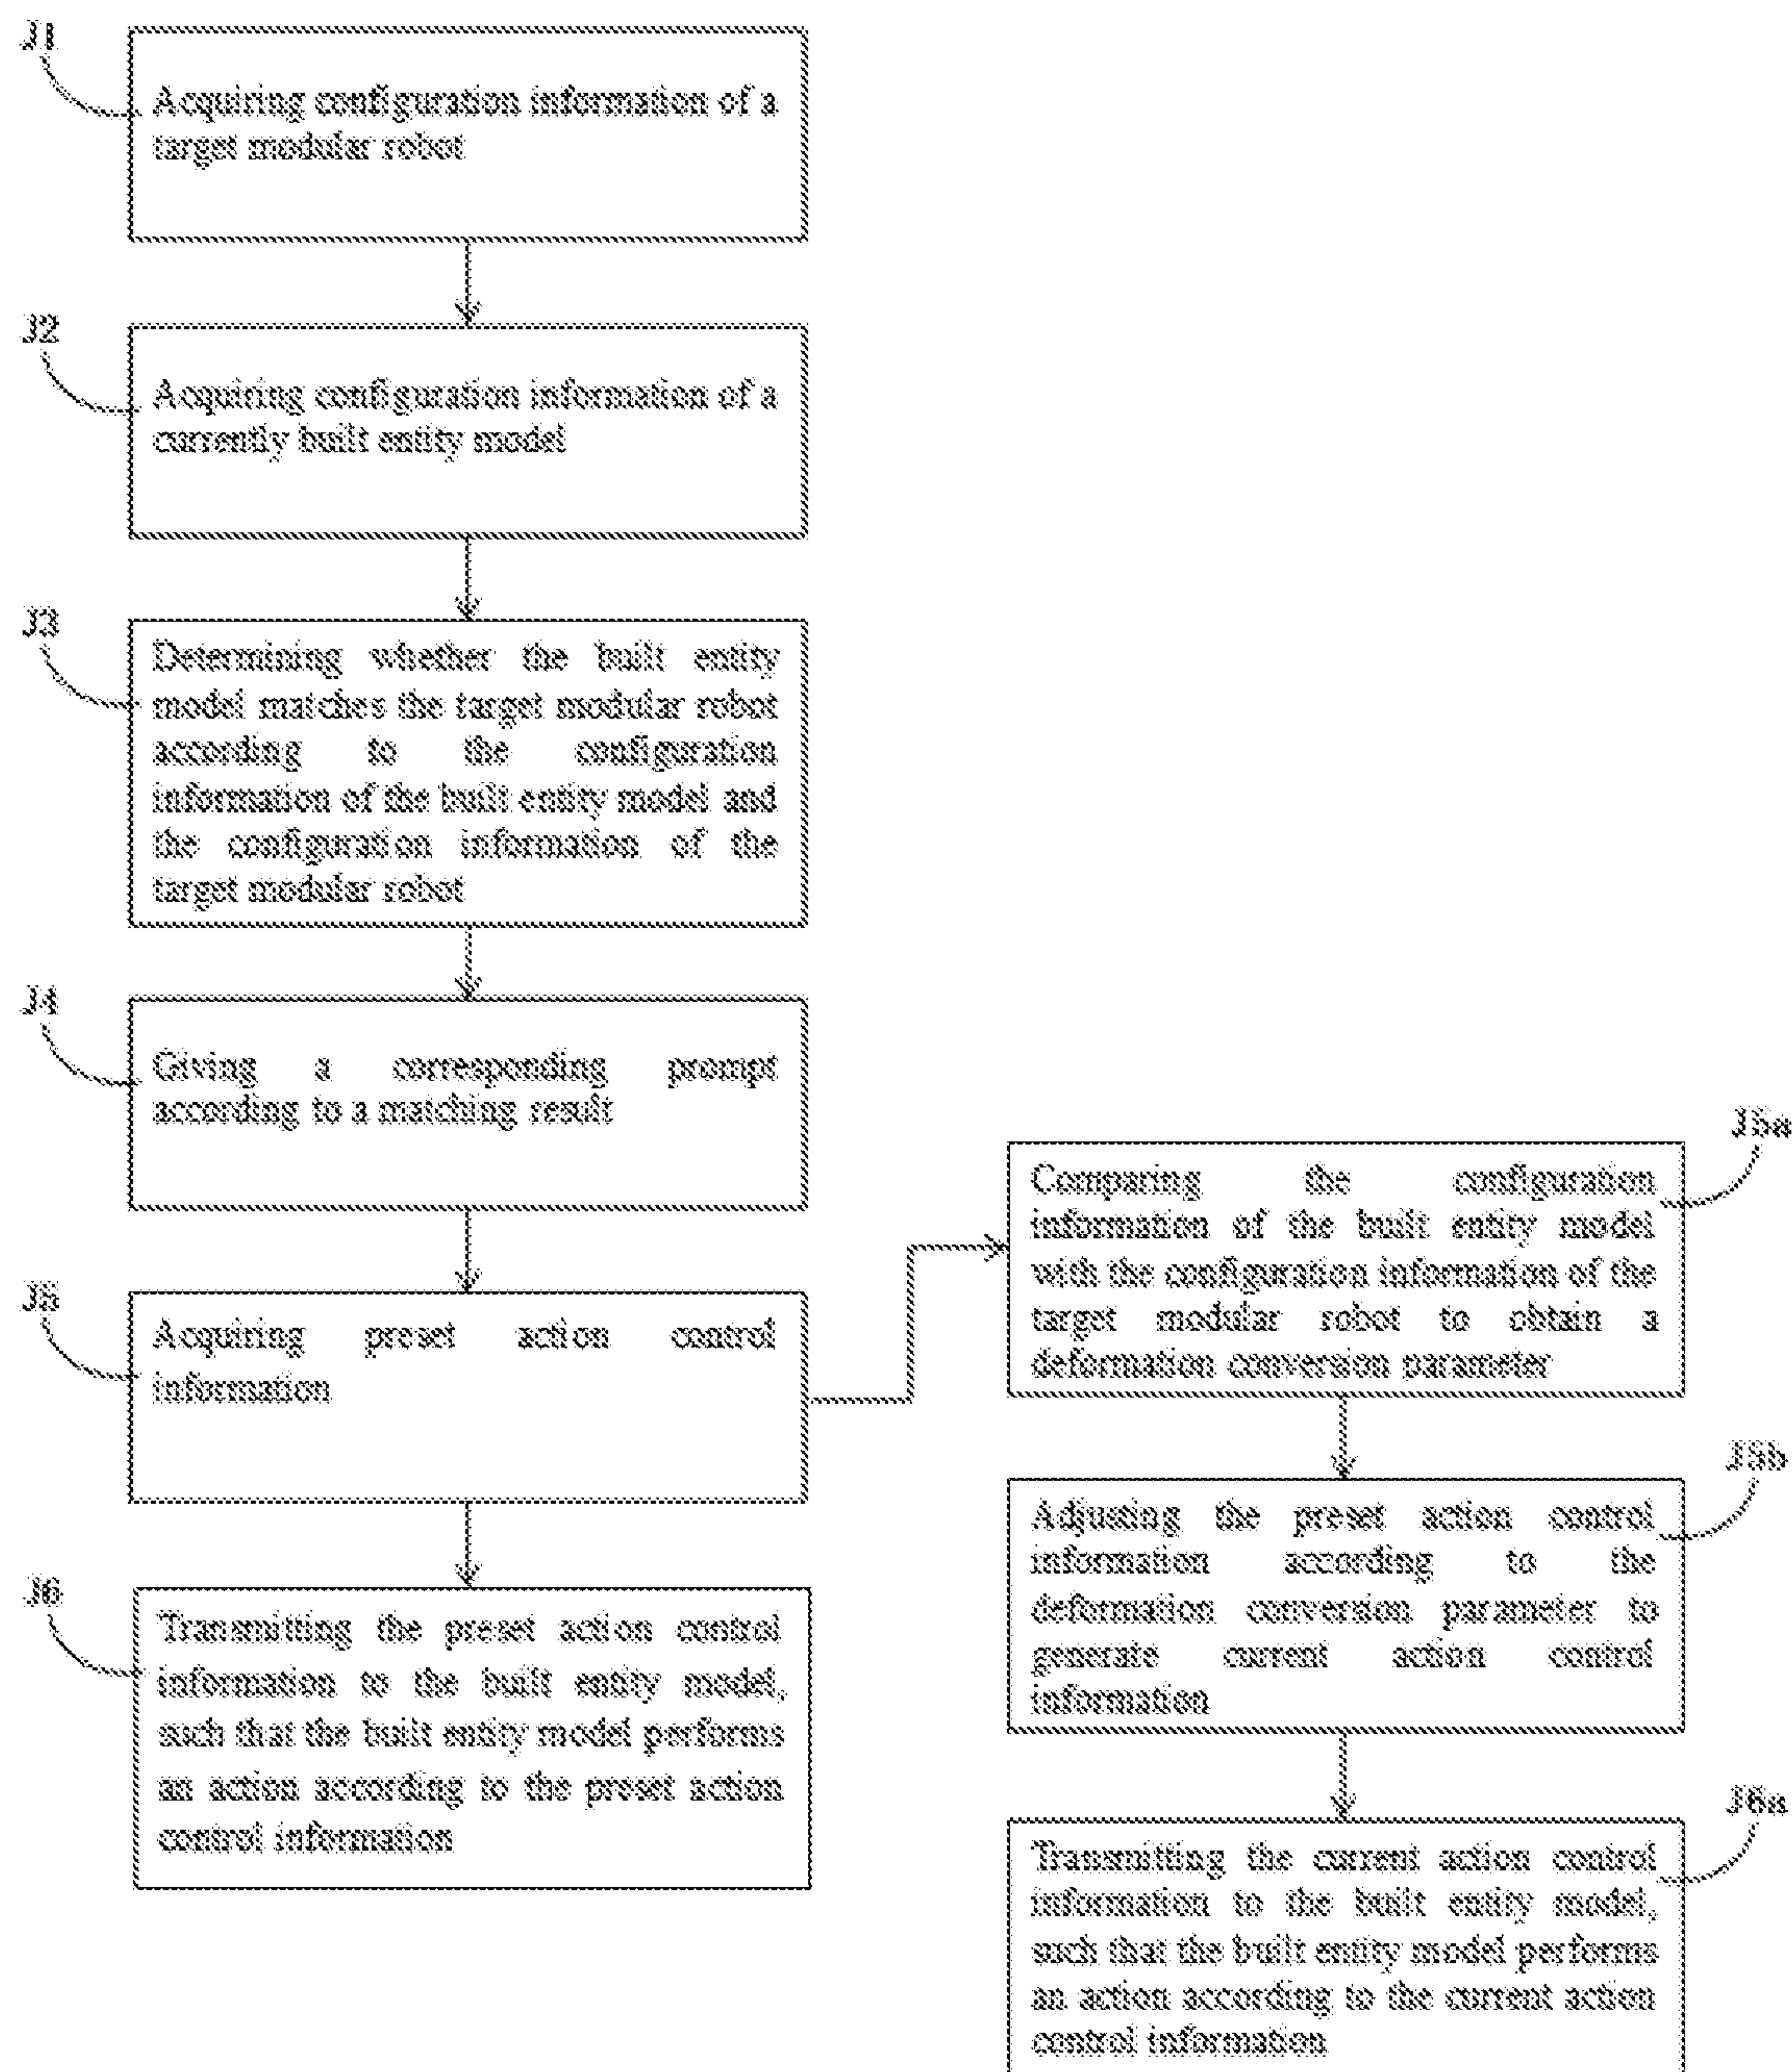 J1
Acquiring configuration information of a
target modular robot
J2
Acquiring configuration information of a
currently built entity model
J3
Determining whether the built entity
model matches the target modular robot
according to the configuration
information of the built entity model and
the configuration information of the
target modular robot
J4
Giving a corresponding prompt
according to a matching result
J5
Acquiring preset action control
information
J6
Transmitting the preset action control
information to the built entity model,
such that the built entity model performs
an action according to the preset action
control information
J5a
Comparing the configuration
information of the built entity model
with the configuration information of the
target modular robot to obtain a
deformation conversion parameter
J5b
Adjusting the preset action control
information according to the
deformation conversion parameter to
generate current action control
information
J6a
Transmitting the current action control
information to the built entity model,
such that the built entity model performs
an action according to the current action
control information